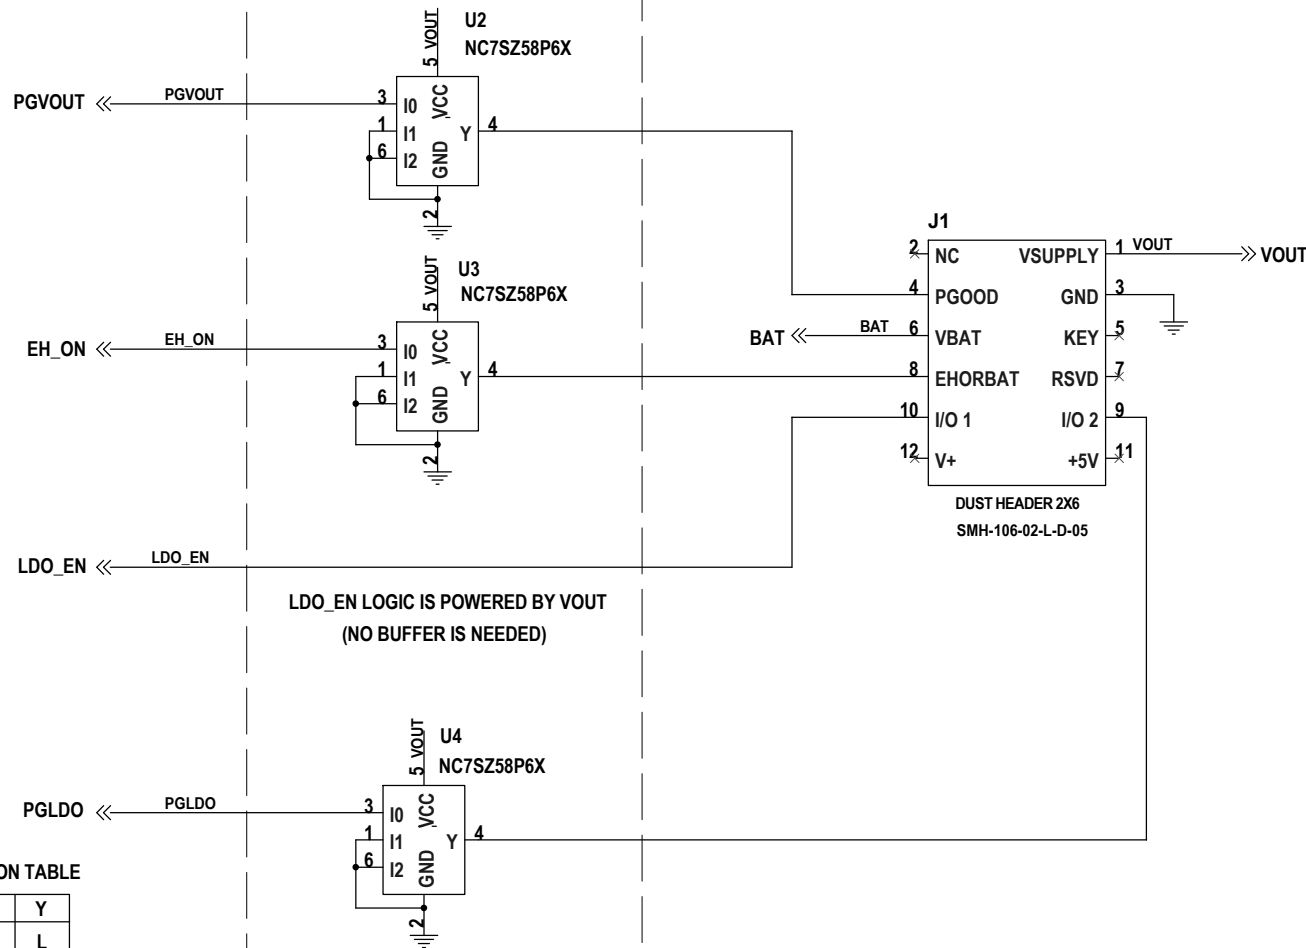 U2
NC7SZ58P6X
5 VOUT
PGVOUT
PGVOUT
3 I0 VCC
1 I1 Y 4
6 I2 GND
2
J1
2 NC VSUPPLY 1 VOUT VOUT
4 PGOOD GND 3
BAT BAT 6 VBAT KEY 5
8 EHORBAT RSVD 7
10 I/O 1 I/O 2 9
12 V+ +5V 11
DUST HEADER 2X6
SMH-106-02-L-D-05
U3
NC7SZ58P6X
5 VOUT
EH_ON
EH_ON
3 I0 VCC
1 I1 Y 4
6 I2 GND
2
LDO_EN
LDO_EN
LDO_EN LOGIC IS POWERED BY VOUT
(NO BUFFER IS NEEDED)
U4
NC7SZ58P6X
5 VOUT
PGLDO
PGLDO
3 I0 VCC
1 I1 Y 4
6 I2 GND
2
ON TABLE
Y
L